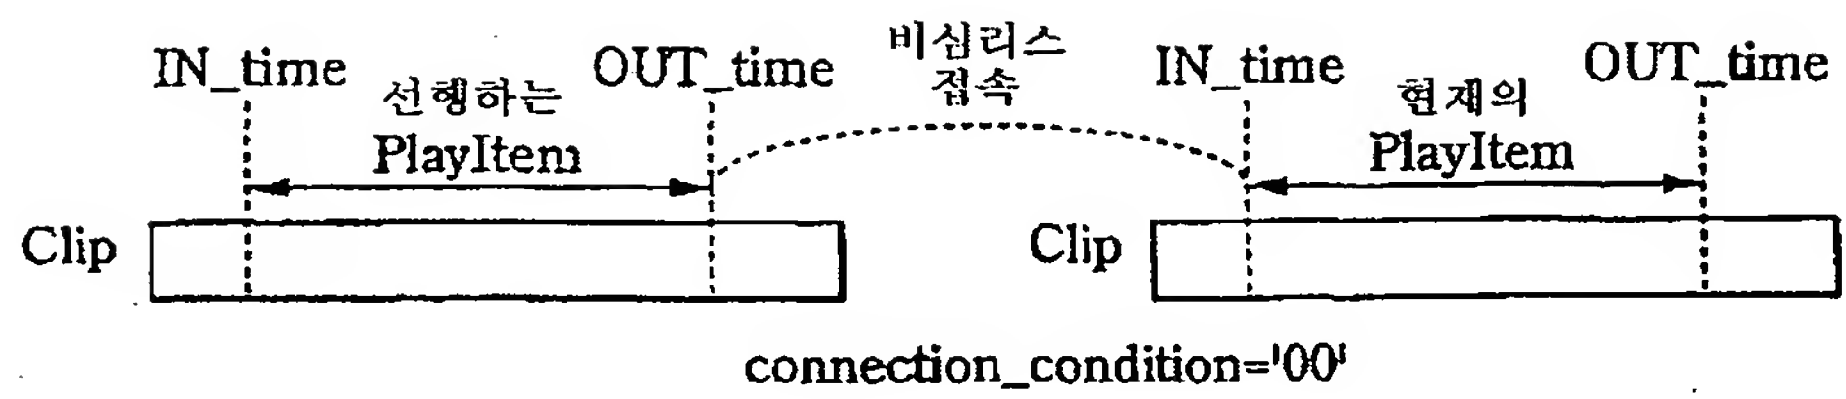 IN_time
선행하는
PlayItem
OUT_time
비심리스
접속
IN_time
현재의
PlayItem
OUT_time
Clip
Clip
connection_condition='00'